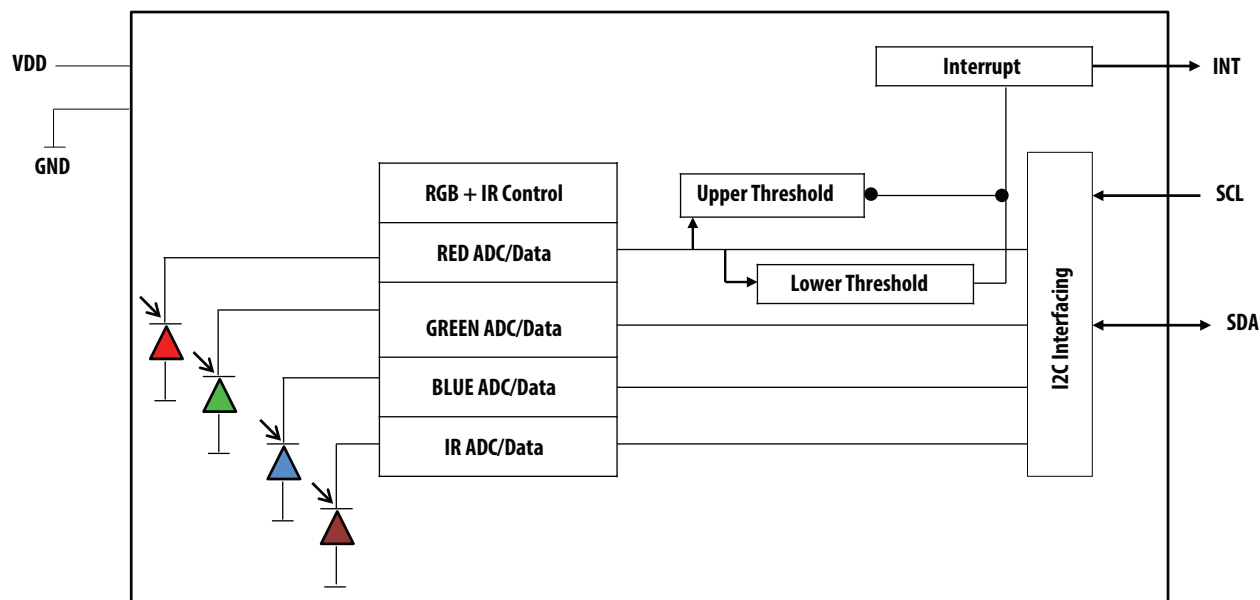 VDD
GND
Interrupt
INT
RGB + IR Control
RED ADC/Data
GREEN ADC/Data
BLUE ADC/Data
IR ADC/Data
Upper Threshold
Lower Threshold
I2C Interfacing
SCL
SDA